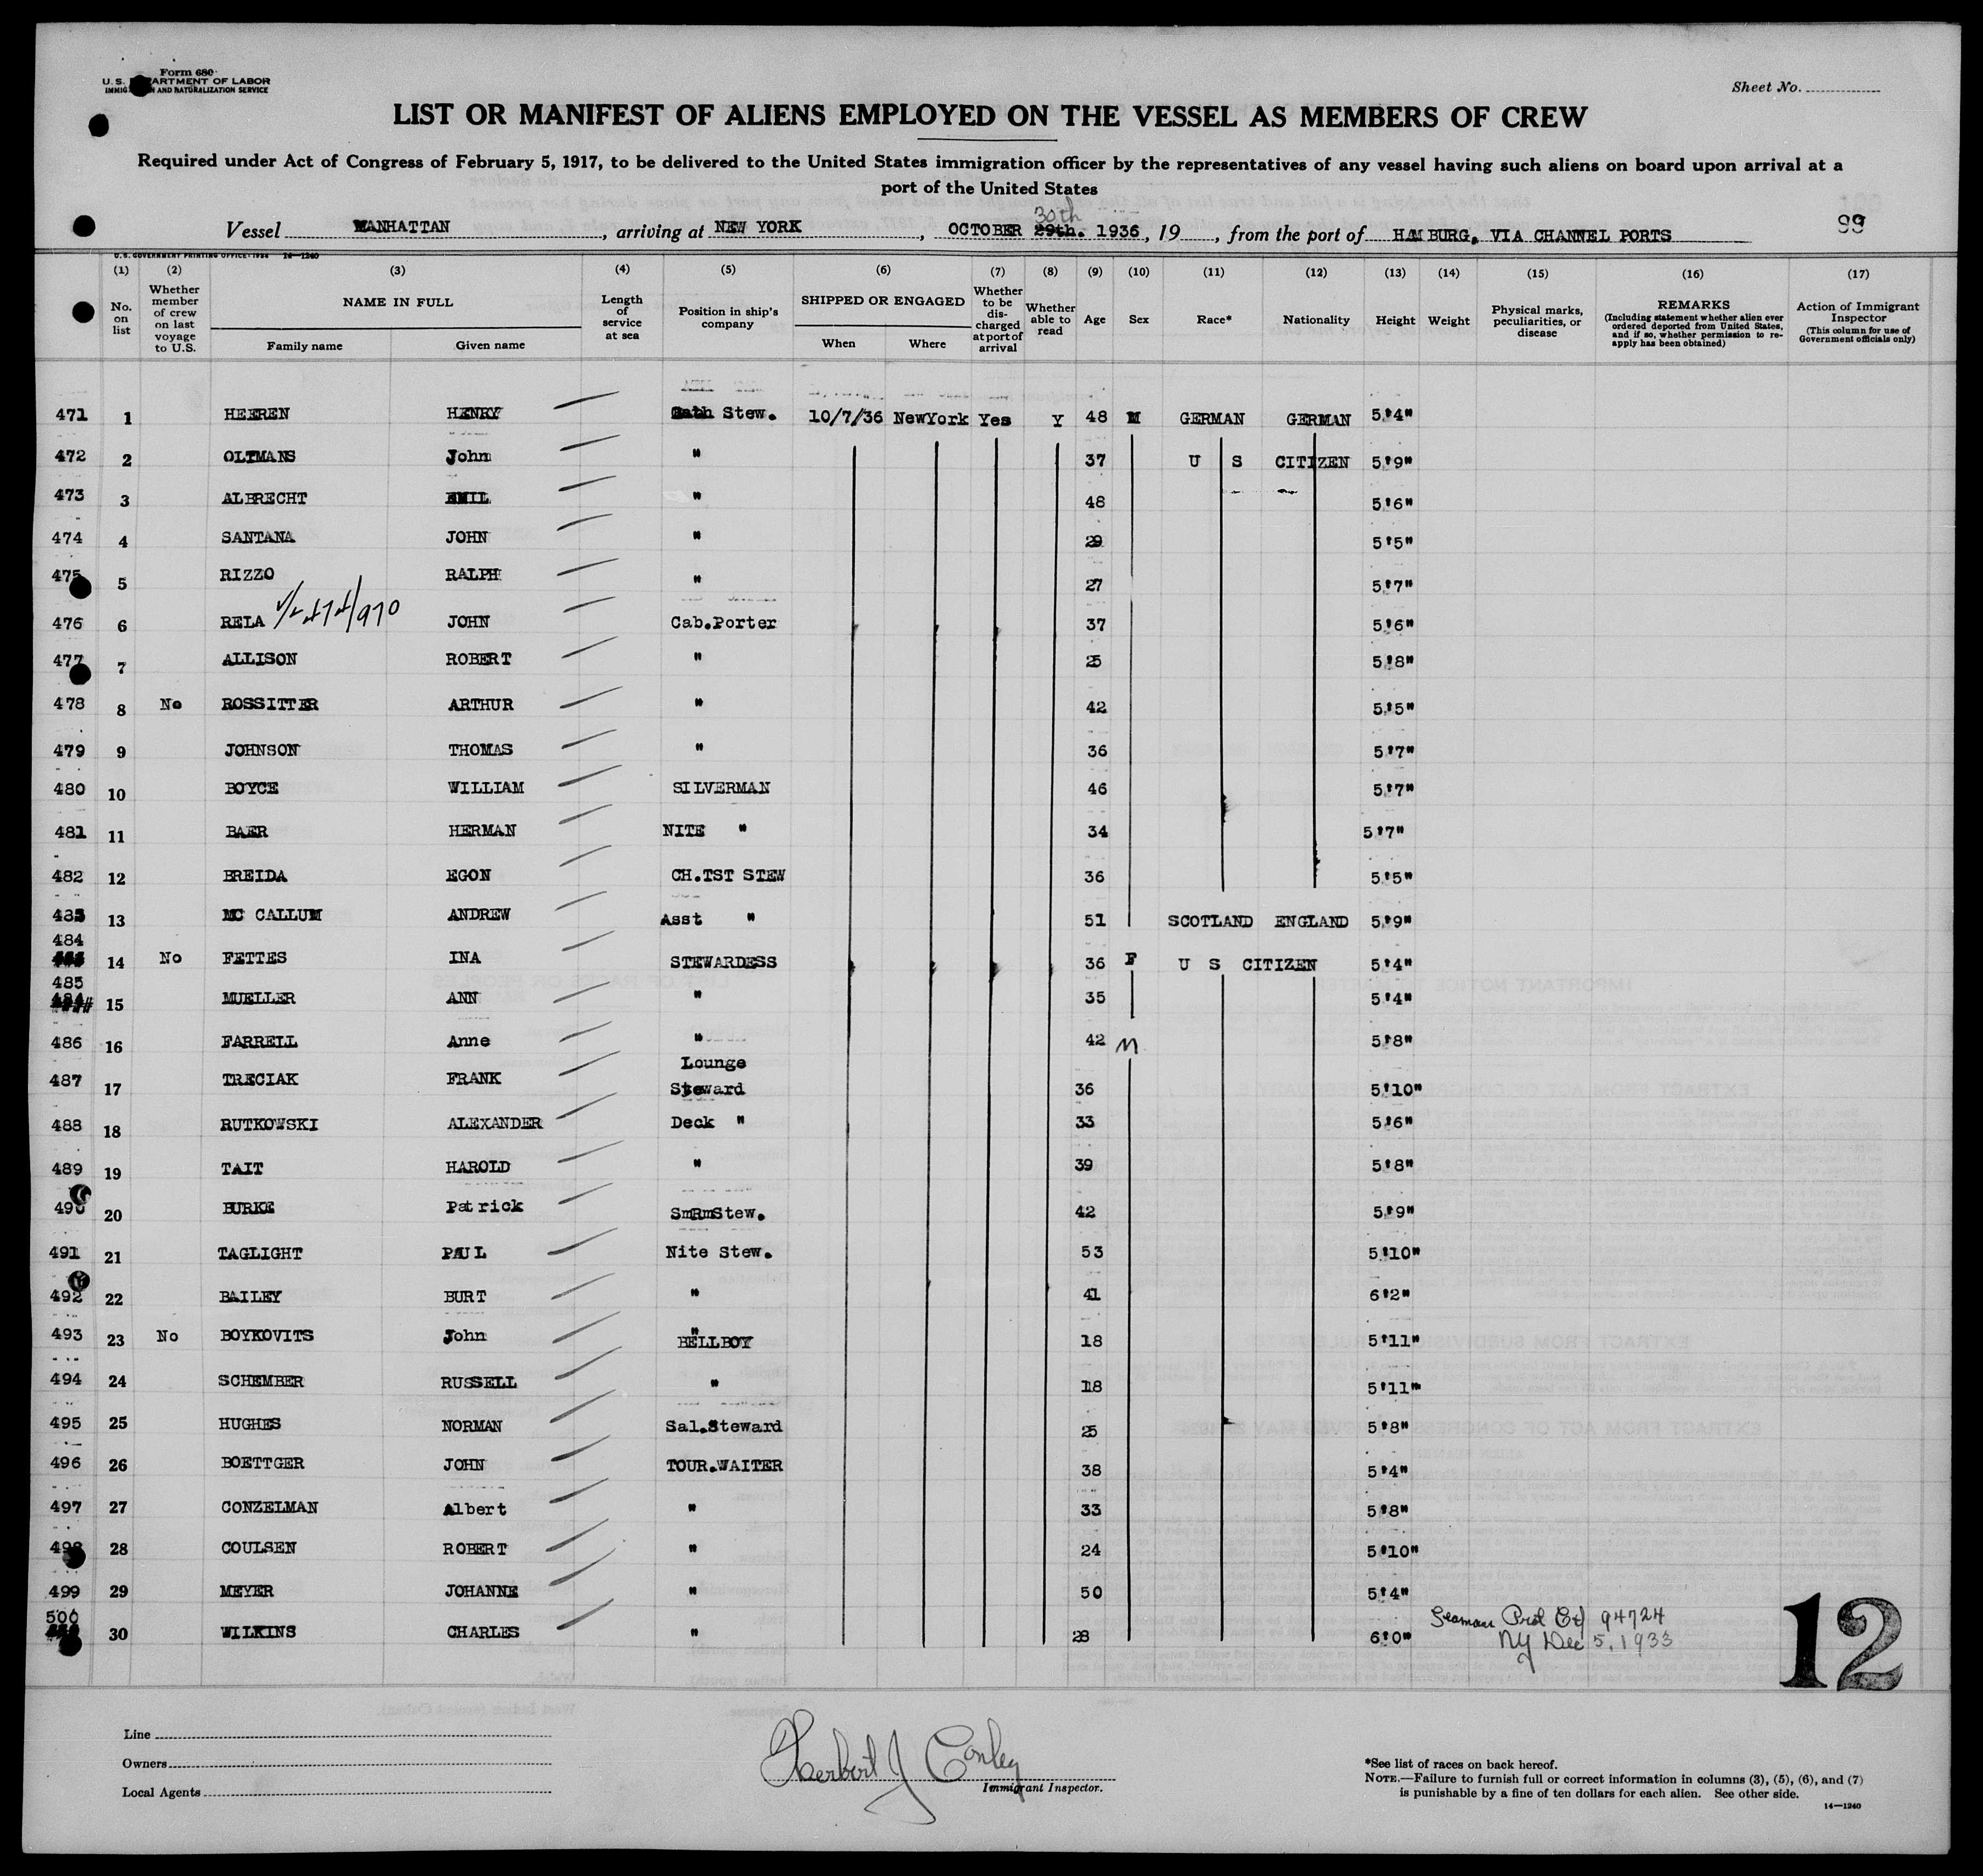 Form 680
U. S. DEPARTMENT OF LABOR
IMMIGRATION AND NATURALIZATION SERVICE
Sheet No.
LIST OR MANIFEST OF ALIENS EMPLOYED ON THE VESSEL AS MEMBERS OF CREW
Required under Act of Congress of February 5, 1917, to be delivered to the United States immigration officer by the representatives of any vessel having such aliens on board upon arrival at a
port of the United States
30th
Vessel MANHATTAN, arriving at NEW YORK, OCTOBER 29th. 1936, 19, from the port of HAMBURG, VIA CHANNEL PORTS 99
U. S. GOVERNMENT PRINTING OFFICE: 1934 14—1240
(1) (2) (3) (4) (5) (6) (7) (8) (9) (10) (11) (12) (13) (14) (15) (16) (17)
No. on list
Whether member of crew on last voyage to U.S.
NAME IN FULL
Family name Given name
Length of service at sea
Position in ship's company
SHIPPED OR ENGAGED
When Where
Whether to be discharged at port of arrival
Whether able to read
Age Sex Race* Nationality Height Weight
Physical marks, peculiarities, or disease
REMARKS
(Including statement whether alien ever ordered deported from United States, and if so, whether permission to re-apply has been obtained)
Action of Immigrant Inspector
(This column for use of Government officials only)
471 1 HEEREN HENRY Bath Stew. 10/7/36 NewYork Yes Y 48 M GERMAN GERMAN 5'4"
472 2 OLTMANS John " 37 U S CITIZEN 5'9"
473 3 ALBRECHT EMIL " 48 5'6"
474 4 SANTANA JOHN " 29 5'5"
475 5 RIZZO RALPH " 27 5'7"
476 6 RELA JOHN Cab.Porter 37 5'6"
477 7 ALLISON ROBERT " 25 5'8"
478 8 No ROSSITTER ARTHUR " 42 5'5"
479 9 JOHNSON THOMAS " 36 5'7"
480 10 BOYCE WILLIAM SILVERMAN 46 5'7"
481 11 BAER HERMAN NITE " 34 5'7"
482 12 BREIDA EGON CH.TST STEW 36 5'5"
483 13 MC CALLUM ANDREW Asst " 51 SCOTLAND ENGLAND 5'9"
484
14 No FETTES INA STEWARDESS 36 F U S CITIZEN 5'4"
485
484 15 MUELLER ANN " 35 5'4"
486 16 FARRELL Anne " 42 M 5'8"
487 17 TRECIAK FRANK Lounge Steward 36 5'10"
488 18 RUTKOWSKI ALEXANDER Deck " 33 5'6"
489 19 TAIT HAROLD " 39 5'8"
490 20 BURKE Patrick SmRmStew. 42 5'9"
491 21 TAGLIGHT PAUL Nite Stew. 53 5'10"
492 22 BAILEY BURT " 41 6'2"
493 23 No BOYKOVITS John " BELLBOY 18 5'11"
494 24 SCHEMBER RUSSELL " 18 5'11"
495 25 HUGHES NORMAN Sal.Steward 25 5'8"
496 26 BOETTGER JOHN TOUR.WAITER 38 5'4"
497 27 CONZELMAN Albert " 33 5'8"
498 28 COULSEN ROBERT " 24 5'10"
499 29 MEYER JOHANNE " 50 5'4"
500
30 WILKINS CHARLES " 28 6'0" Seaman Prot Ctf 94724
NY Dec 5, 1933
12
Line
Owners
Local Agents
Herbert J Conley
Immigrant Inspector.
*See list of races on back hereof.
NOTE.—Failure to furnish full or correct information in columns (3), (5), (6), and (7)
is punishable by a fine of ten dollars for each alien. See other side.
14—1240